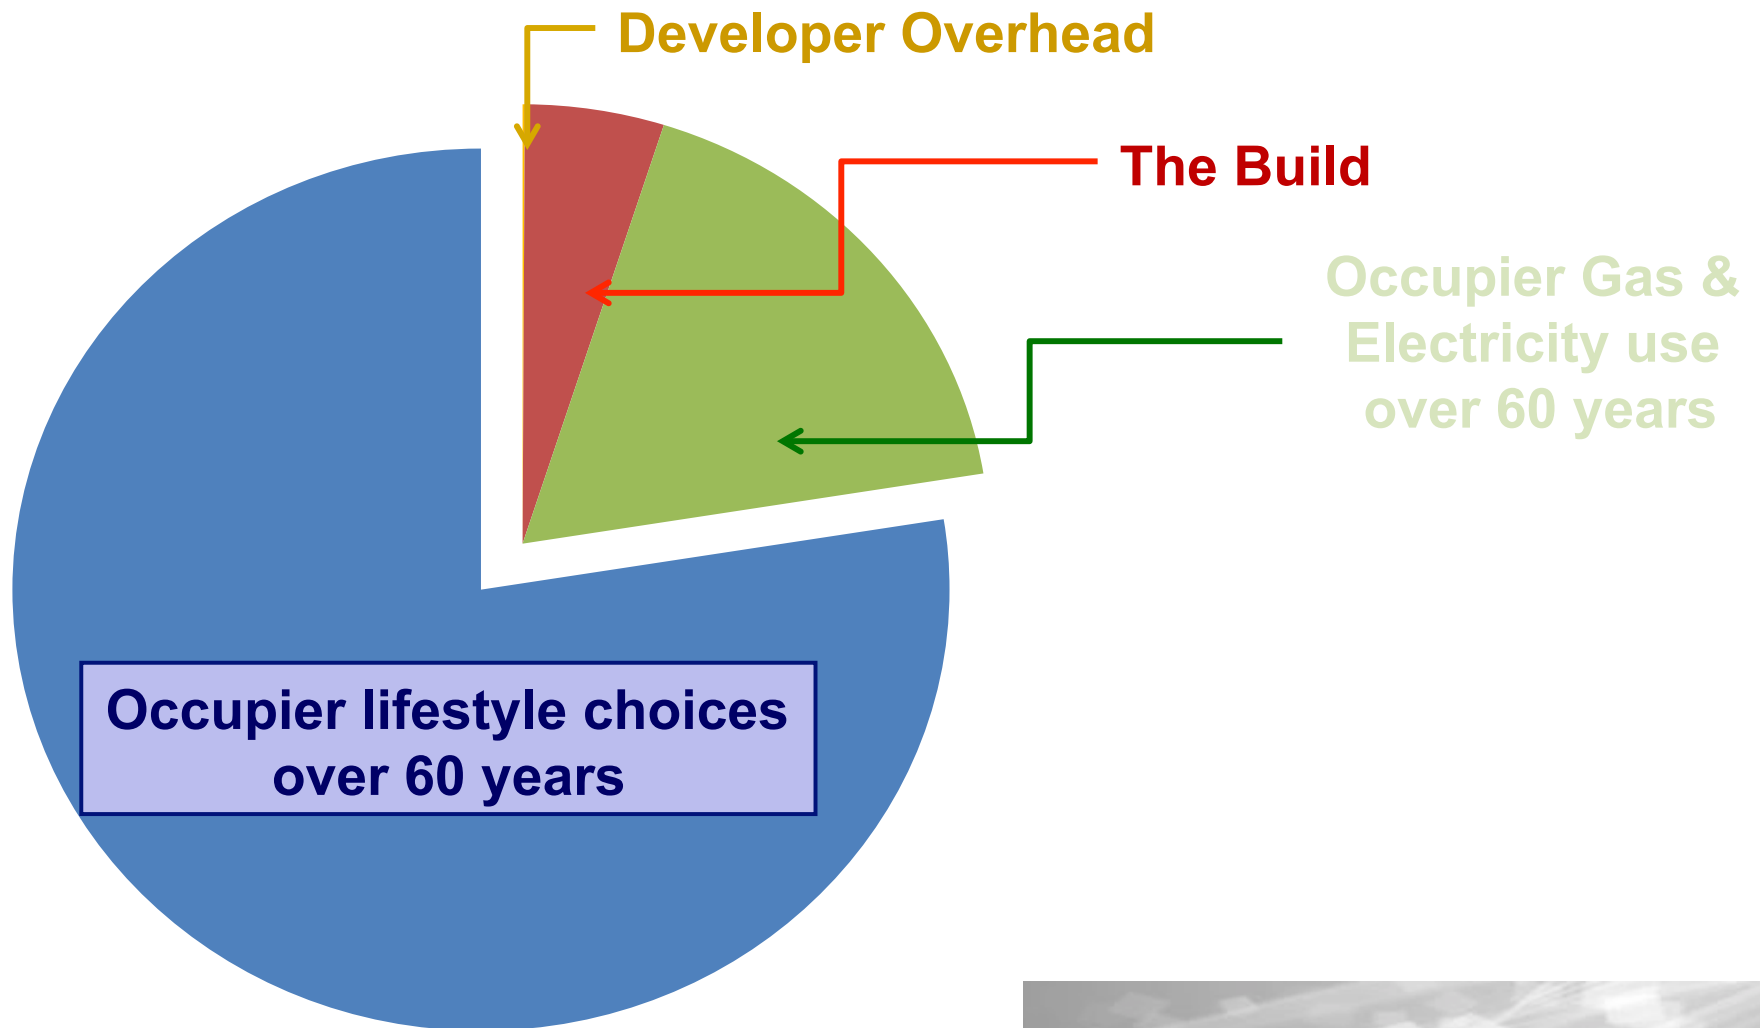 Developer Overhead
The Build
Occupier Gas &
Electricity use
over 60 years
Occupier lifestyle choices
over 60 years